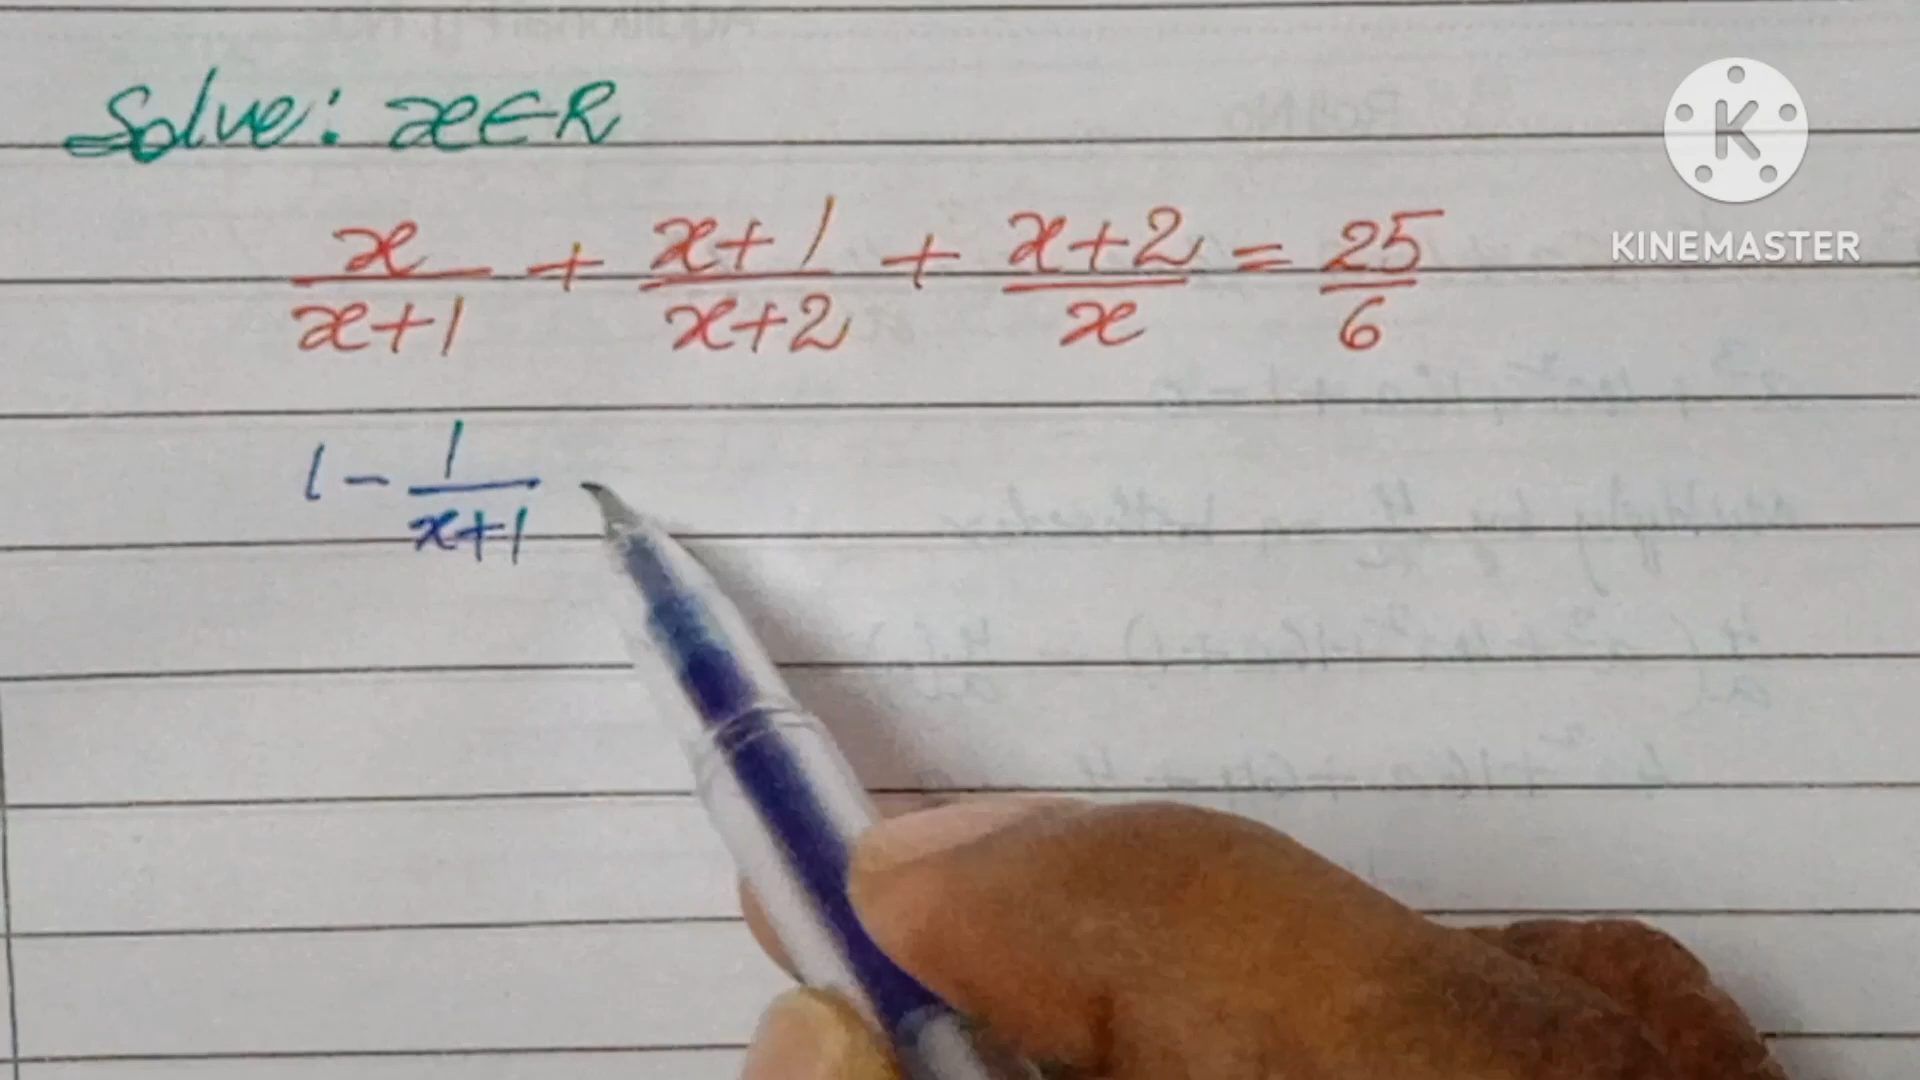 Solve: x∈R
x/(x+1) + (x+1)/(x+2) + (x+2)/x = 25/6
1 - 1/(x+1)
KINEMASTER